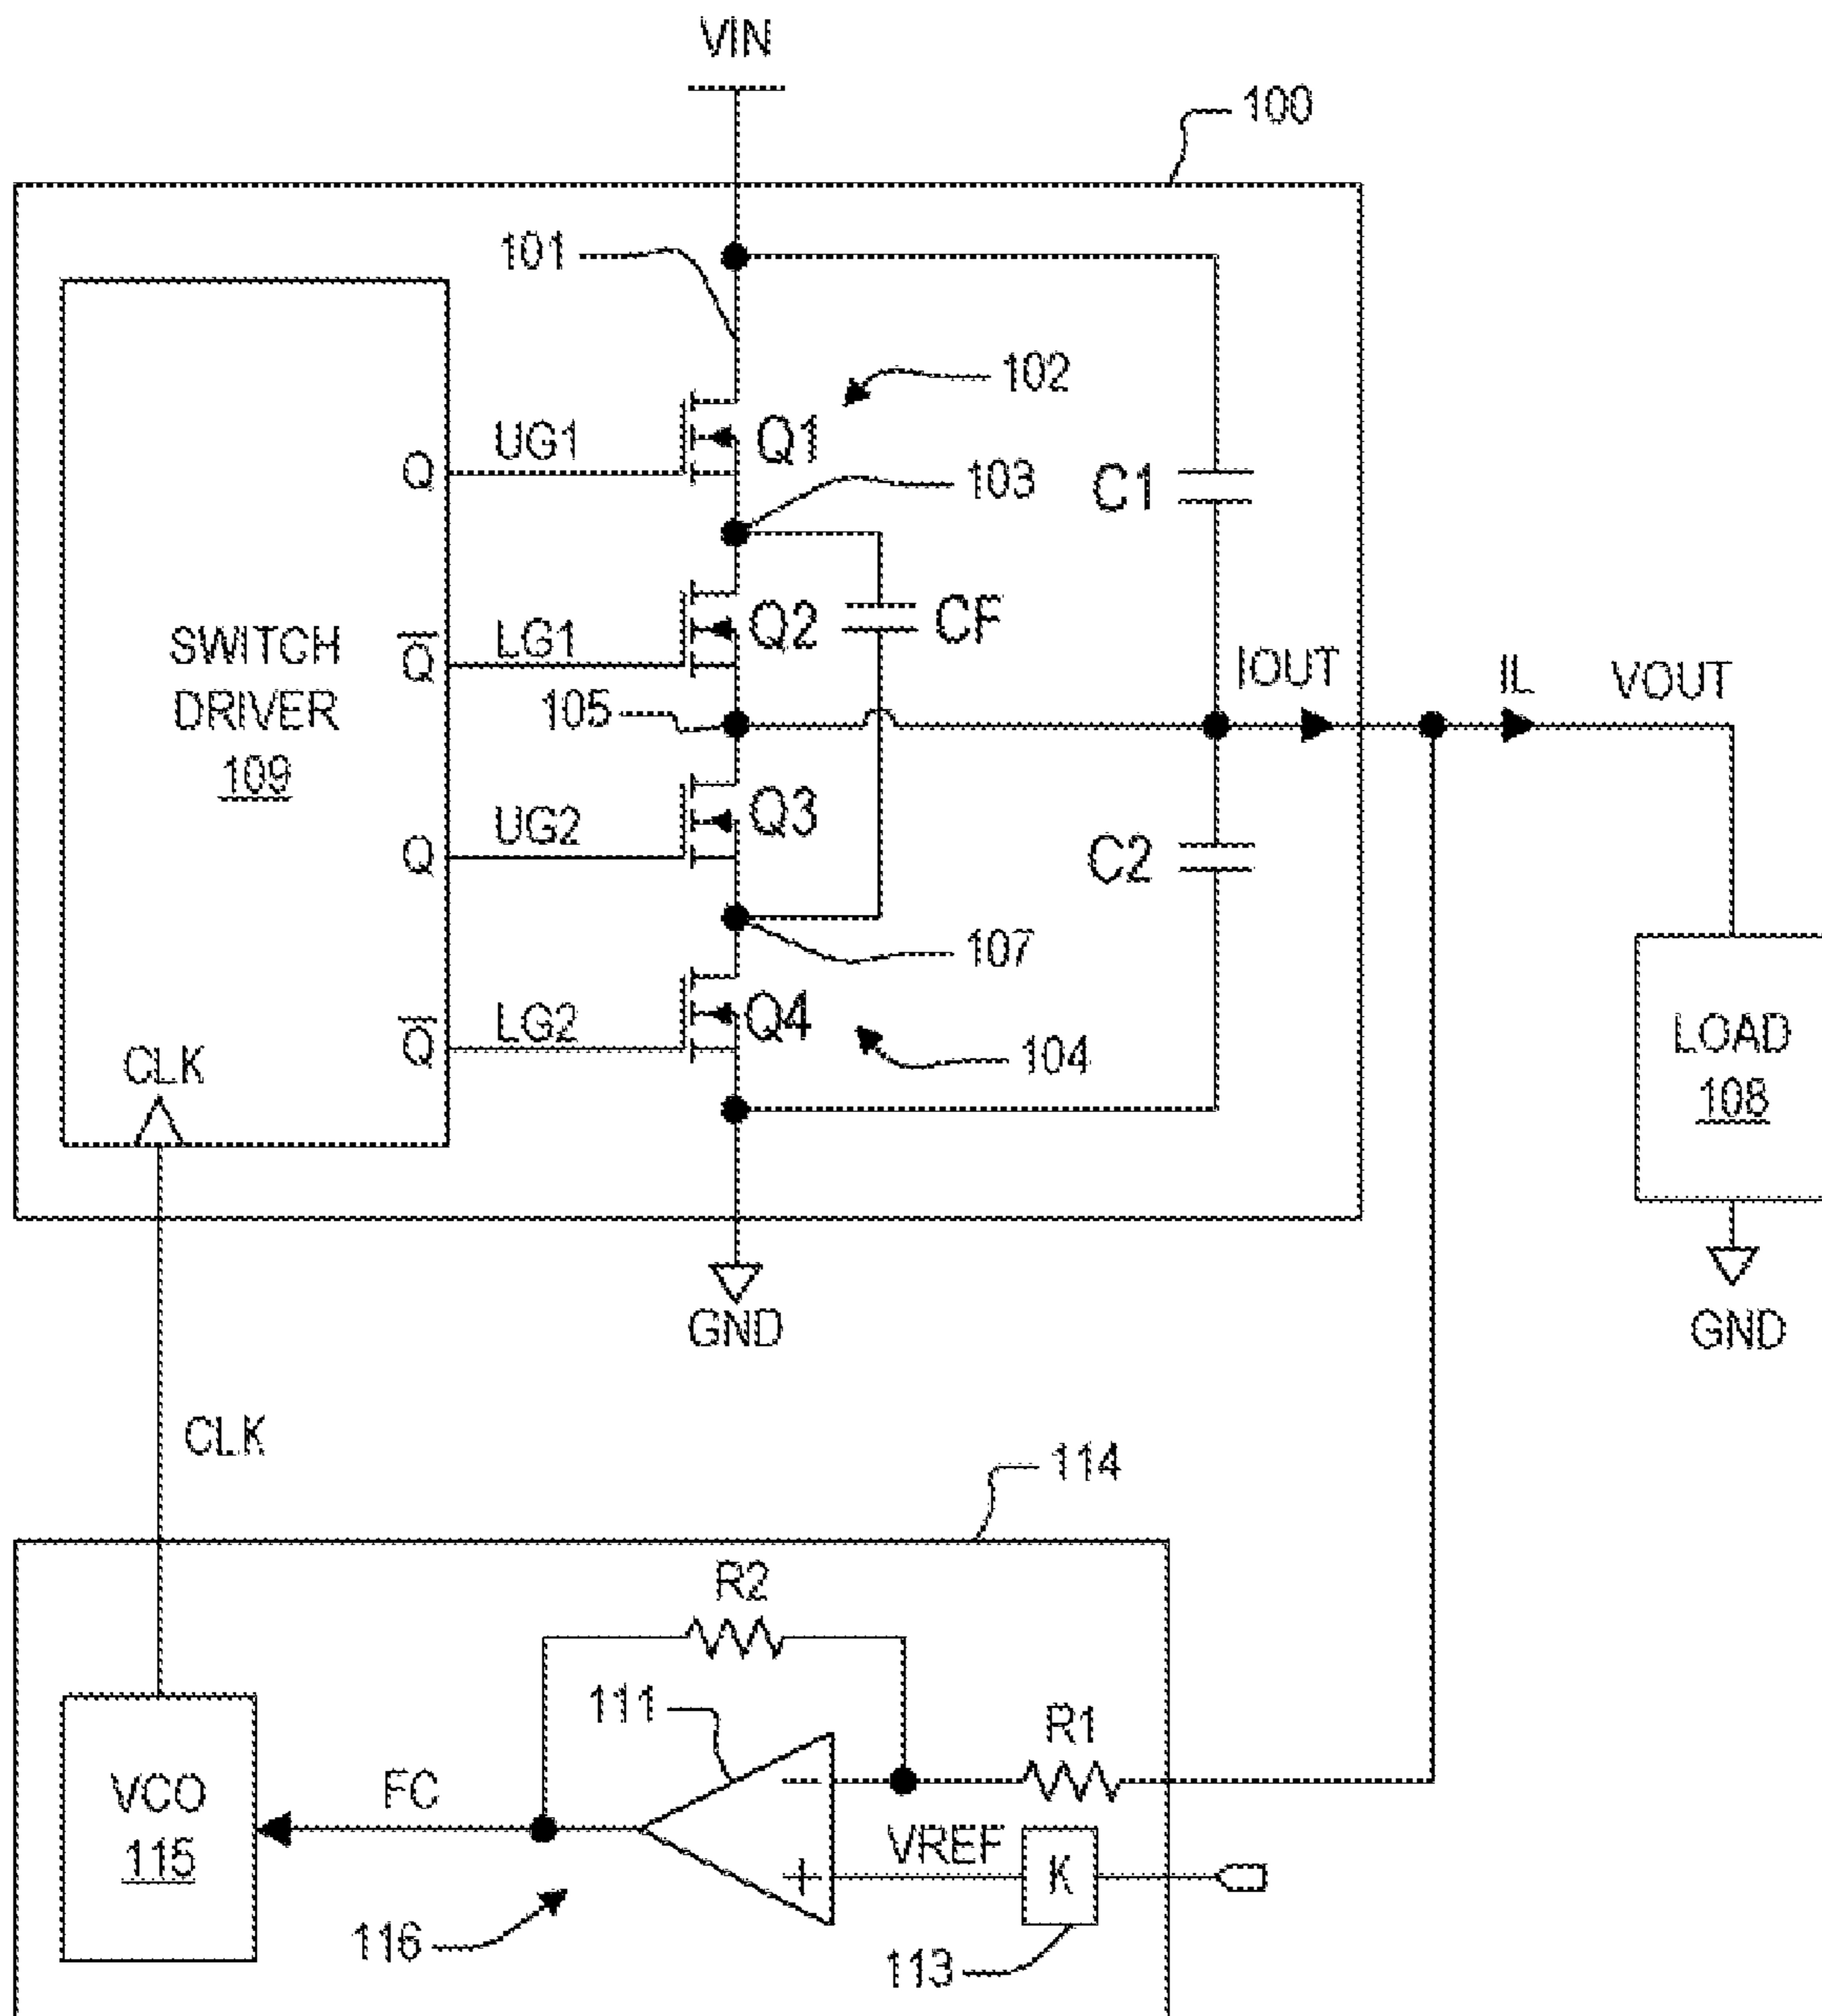 VIN
100
101
102
Q
UG1
Q1
103
C1
SWITCH
DRIVER
109
Q
LG1
Q2
CF
105
IOUT
IL
VOUT
Q
UG2
Q3
C2
107
Q
LG2
Q4
104
CLK
LOAD
108
GND
GND
CLK
114
R2
111
R1
VCO
115
FC
-
VREF
+
K
116
113